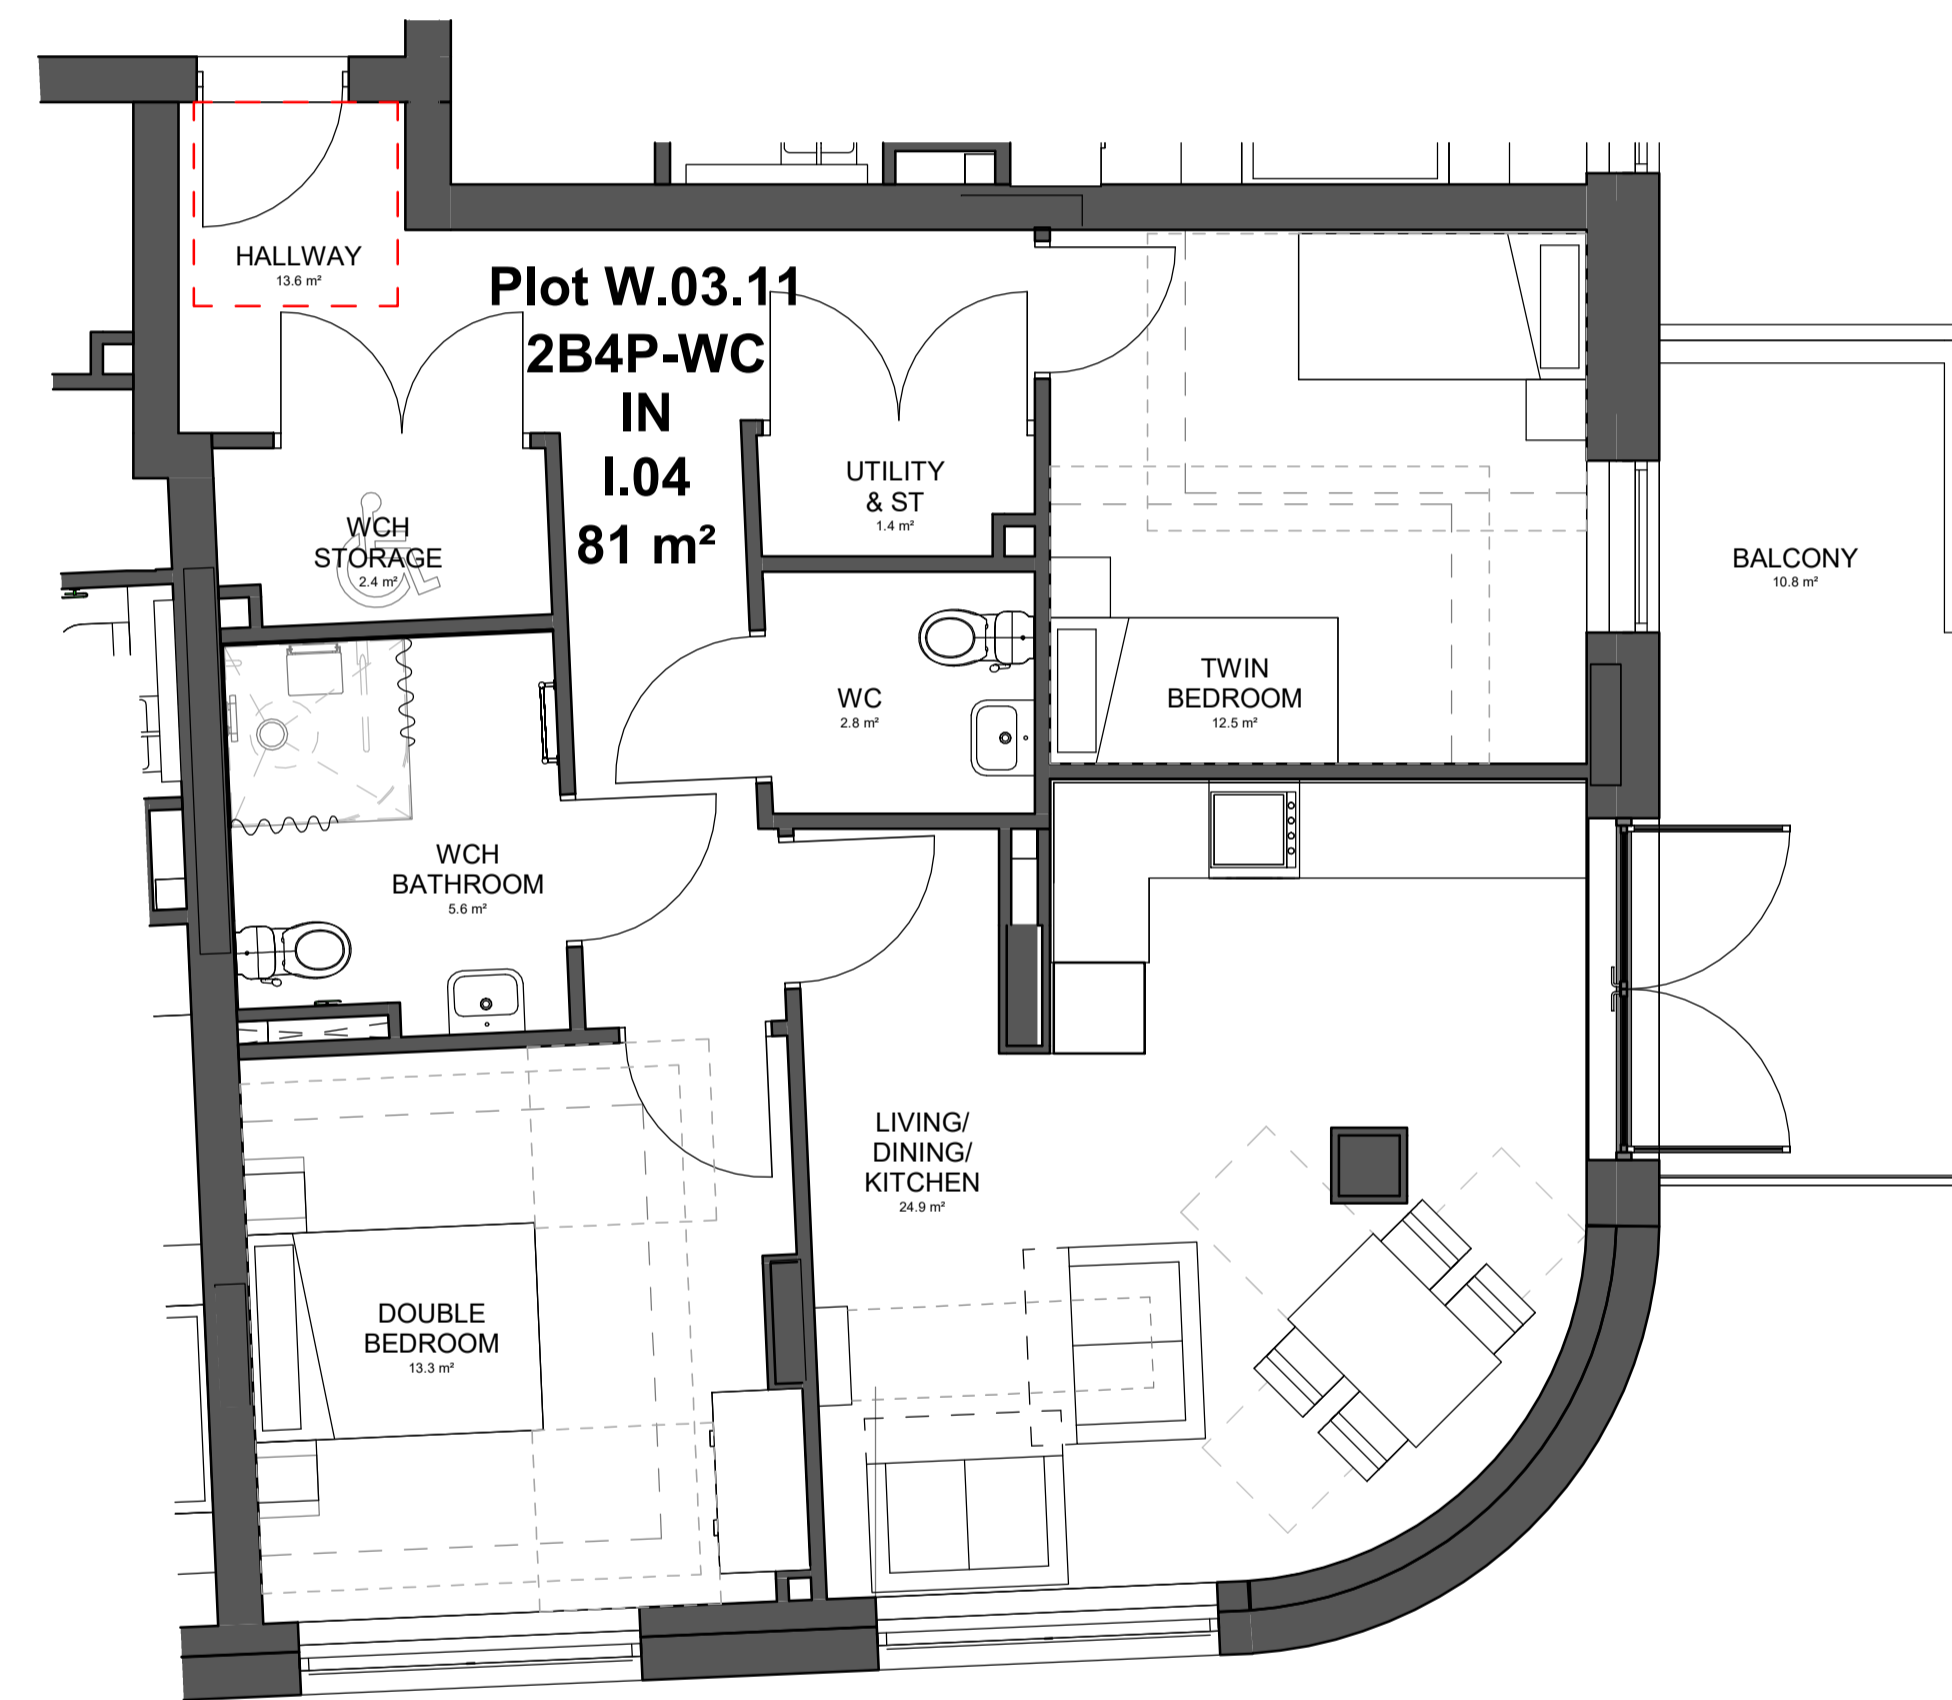 HALLWAY
13.6 m²
Plot W.03.11
2B4P-WC
IN
I.04
81 m²
UTILITY
& ST
1.4 m²
WCH
STORAGE
2.4 m²
BALCONY
10.8 m²
WC
2.8 m²
TWIN
BEDROOM
12.5 m²
WCH
BATHROOM
5.6 m²
LIVING/
DINING/
KITCHEN
24.9 m²
DOUBLE
BEDROOM
13.3 m²